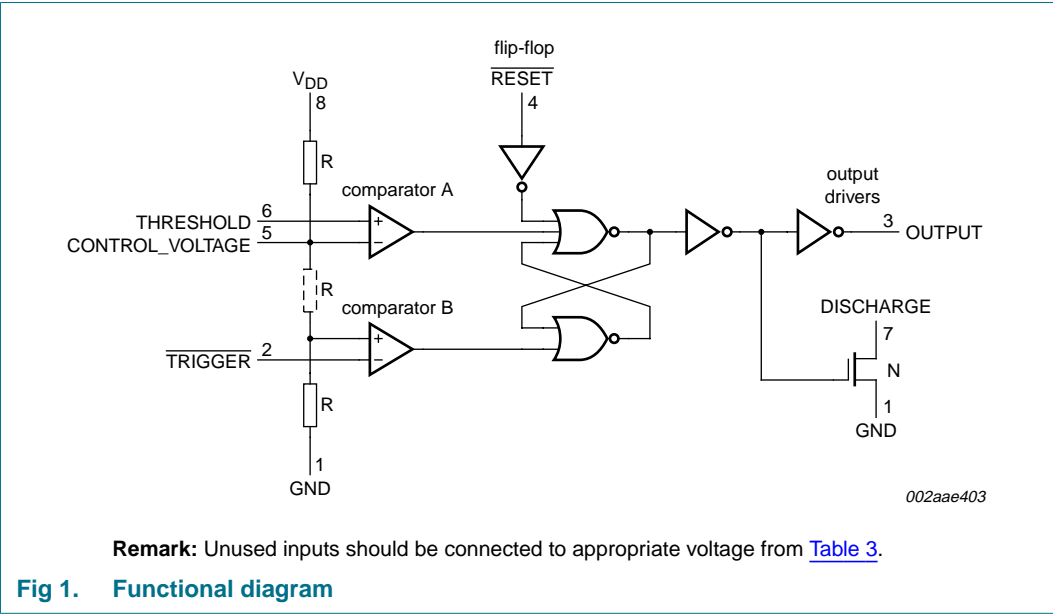 flip-flop
RESET
4
VDD
8
R
comparator A
output
drivers
THRESHOLD 6
+
CONTROL_VOLTAGE 5
−
3 OUTPUT
R
comparator B
DISCHARGE
7
+
TRIGGER 2
−
N
R
1
GND
1
GND
002aae403
Remark: Unused inputs should be connected to appropriate voltage from Table 3.
Fig 1. Functional diagram